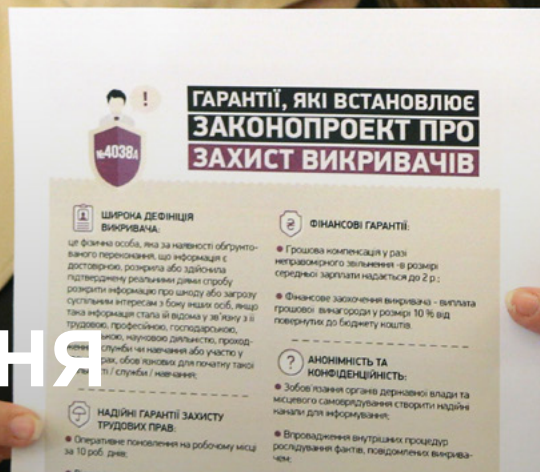 ГАРАНТІЇ, ЯКІ ВСТАНОВЛЮЄ
ЗАКОНОПРОЕКТ ПРО
ЗАХИСТ ВИКРИВАЧІВ
!
№4038а
ШИРОКА ДЕФІНІЦІЯ
ВИКРИВАЧА:
це фізична особа, яка за наявності обґрунто-
ваного переконання, що інформація є
достовірною, розкрила або здійснила
підтверджену реальними діями спробу
розкрити інформацію про шкоду або загрозу
суспільним інтересам з боку інших осіб, якщо
така інформація стала їй відома у зв'язку з її
трудовою, професійною, господарською,
науковою діяльністю, проход-
служби чи навчання або участю у
обов'язкових для початку такої
/ служби / навчання;
НАДІЙНІ ГАРАНТІЇ ЗАХИСТУ
ТРУДОВИХ ПРАВ:
Оперативне поновлення на робочому місці
за 10 роб. днів;
ФІНАНСОВІ ГАРАНТІЇ:
Грошова компенсація у разі
неправомірного звільнення -в розмірі
середньої зарплати надається до 2 р.;
Фінансове заохочення викривача - виплата
грошової винагороди у розмірі 10 % від
повернутих до бюджету коштів.
?
АНОНІМНІСТЬ ТА
КОНФІДЕНЦІЙНІСТЬ:
Зобов'язання органів державної влади та
місцевого самоврядування створити надійні
канали для інформування;
Впровадження внутрішніх процедур
розслідування фактів, повідомлених викрива-
чем;
ня